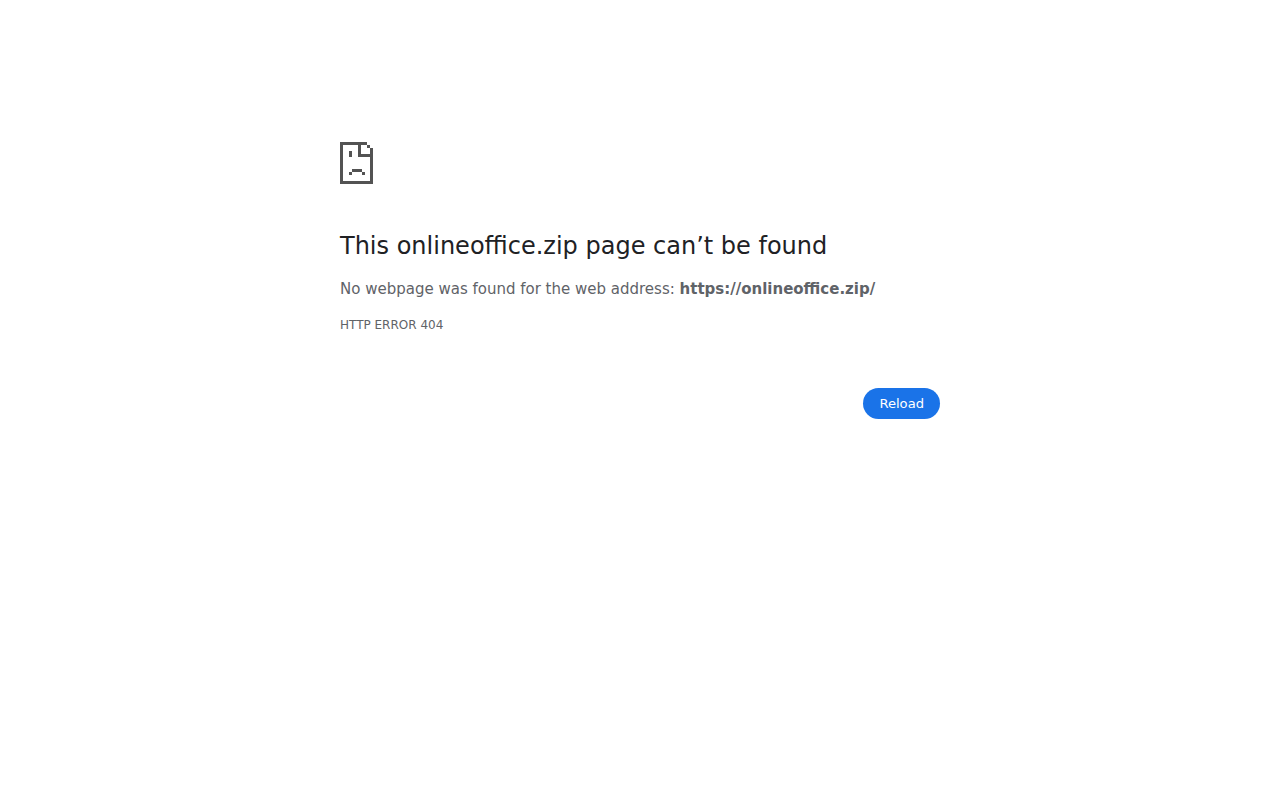 This onlineoffice.zip page can’t be found
No webpage was found for the web address: https://onlineoffice.zip/
HTTP ERROR 404
Reload